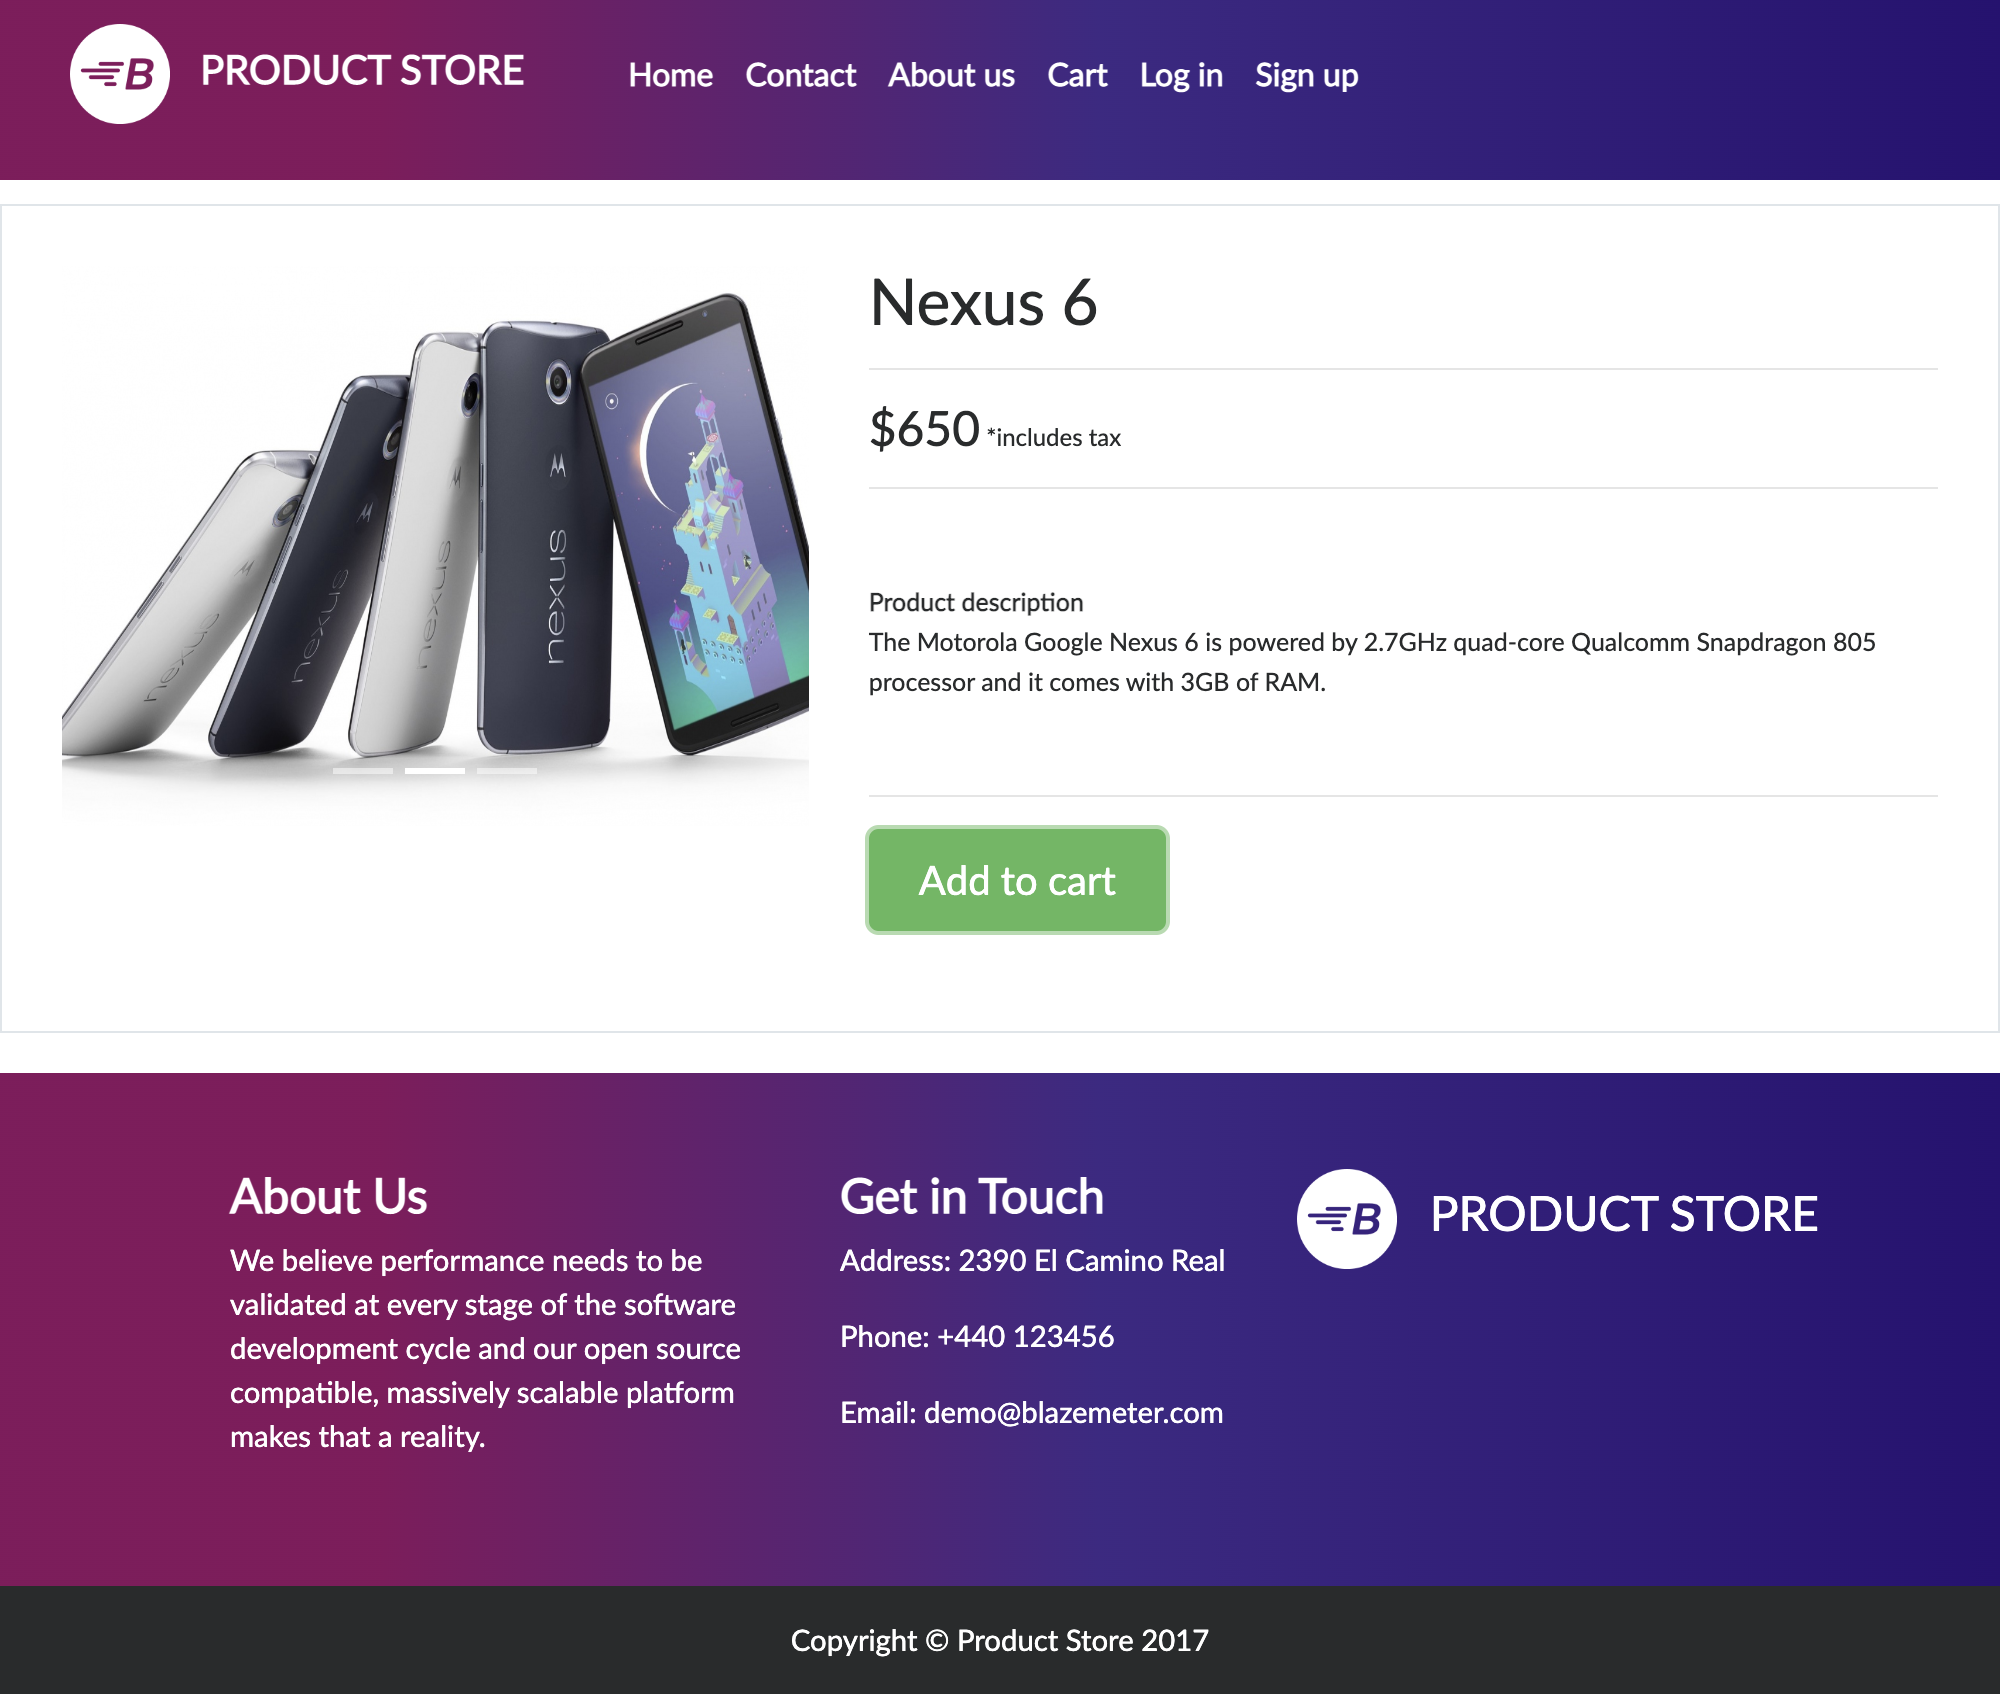 B PRODUCT STORE Home Contact About us Cart Log in Sign up
Nexus 6
$650 *includes tax
nexus
nexus
nexus
nexus
Product description
The Motorola Google Nexus 6 is powered by 2.7GHz quad-core Qualcomm Snapdragon 805
processor and it comes with 3GB of RAM.
Add to cart
About Us
We believe performance needs to be
validated at every stage of the software
development cycle and our open source
compatible, massively scalable platform
makes that a reality.
Get in Touch
Address: 2390 El Camino Real
Phone: +440 123456
Email: demo@blazemeter.com
B PRODUCT STORE
Copyright © Product Store 2017